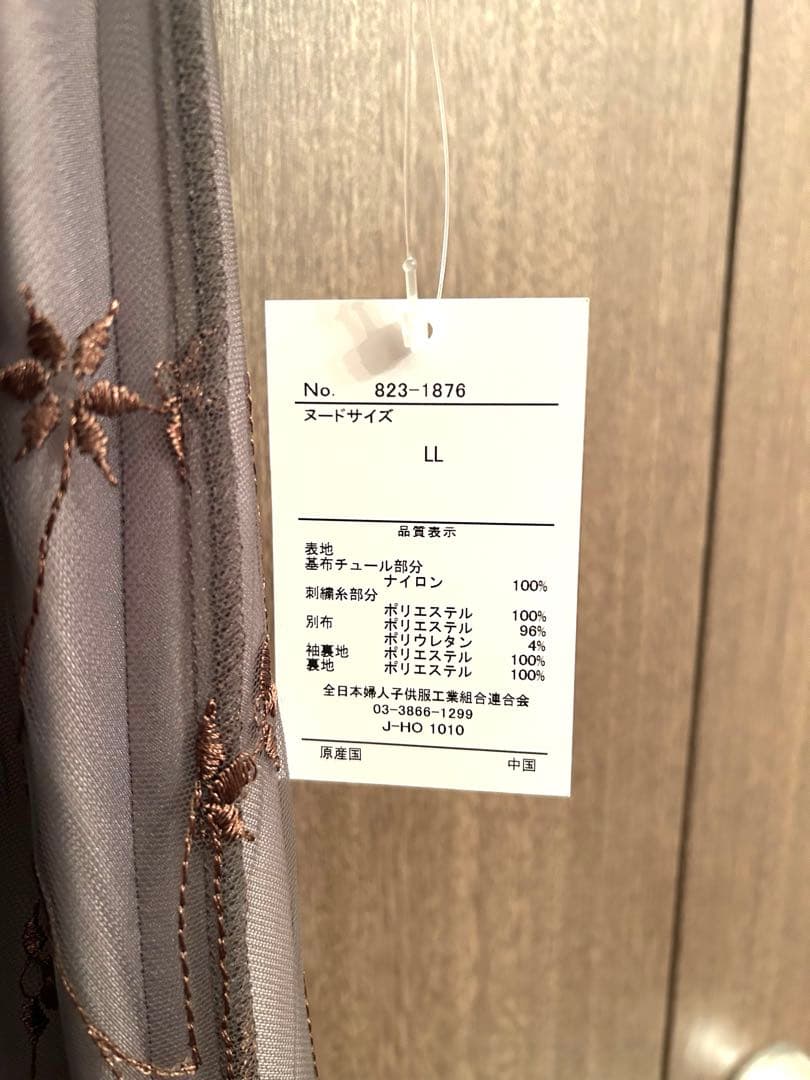 No. 823-1876
ヌードサイズ
LL
品質表示
表地
基布チュール部分
ナイロン 100%
刺繍糸部分
ポリエステル 100%
別布 ポリエステル 96%
ポリウレタン 4%
袖裏地 ポリエステル 100%
裏地 ポリエステル 100%
全日本婦人子供服工業組合連合会
03-3866-1299
J-HO 1010
原産国 中国